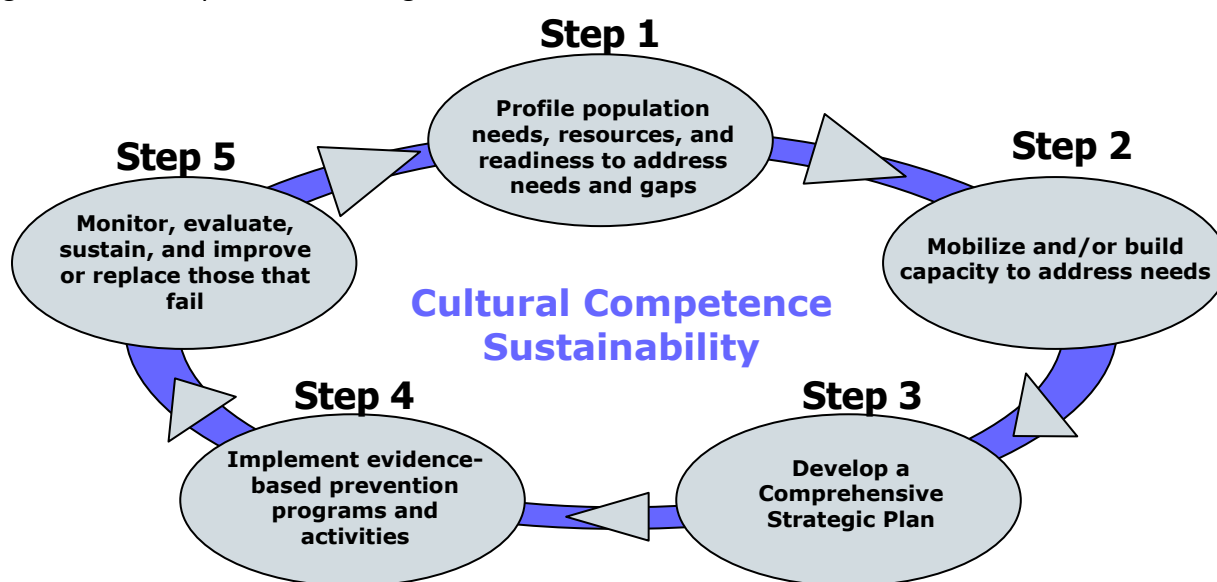 Step 1
Profile population
needs, resources, and
readiness to address
needs and gaps
Step 2
Mobilize and/or build
capacity to address needs
Step 3
Develop a
Comprehensive
Strategic Plan
Step 4
Implement evidence-
based prevention
programs and
activities
Step 5
Monitor, evaluate,
sustain, and improve
or replace those that
fail
Cultural Competence
Sustainability